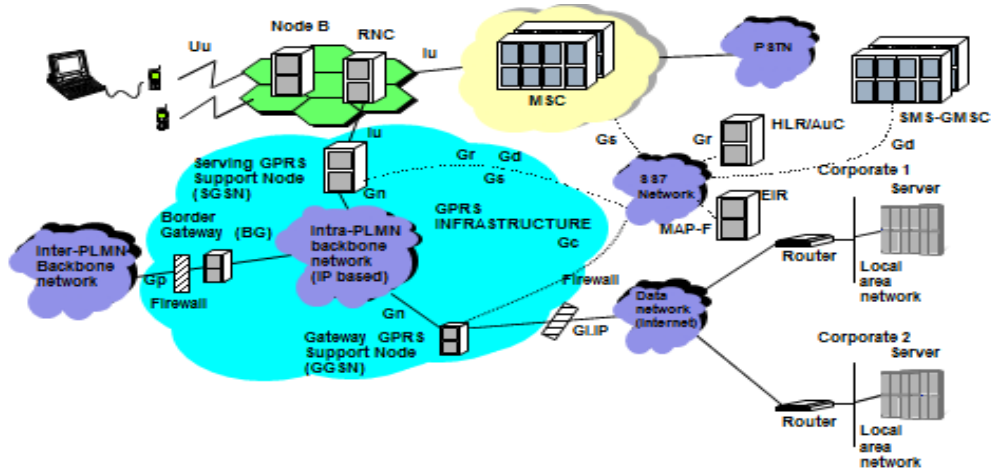 Node B
RNC
Uu
Iu
MSC
PSTN
SMS-GMSC
Iu
Gs
Gr
HLR/AuC
Gd
Serving GPRS
Support Node
(SGSN)
Gr
Gd
Gs
Gn
SS7
Network
Corporate 1
Server
EIR
MAP-F
Border
Gateway (BG)
GPRS
INFRASTRUCTURE
Intra-PLMN
backbone
network
(IP based)
Inter-PLMN
Backbone
network
Gp
Firewall
Gc
Firewall
Router
Local
area
network
Gn
Data
network
(Internet)
Gi.IP
Gateway GPRS
Support Node
(GGSN)
Corporate 2
Server
Router
Local
area
network